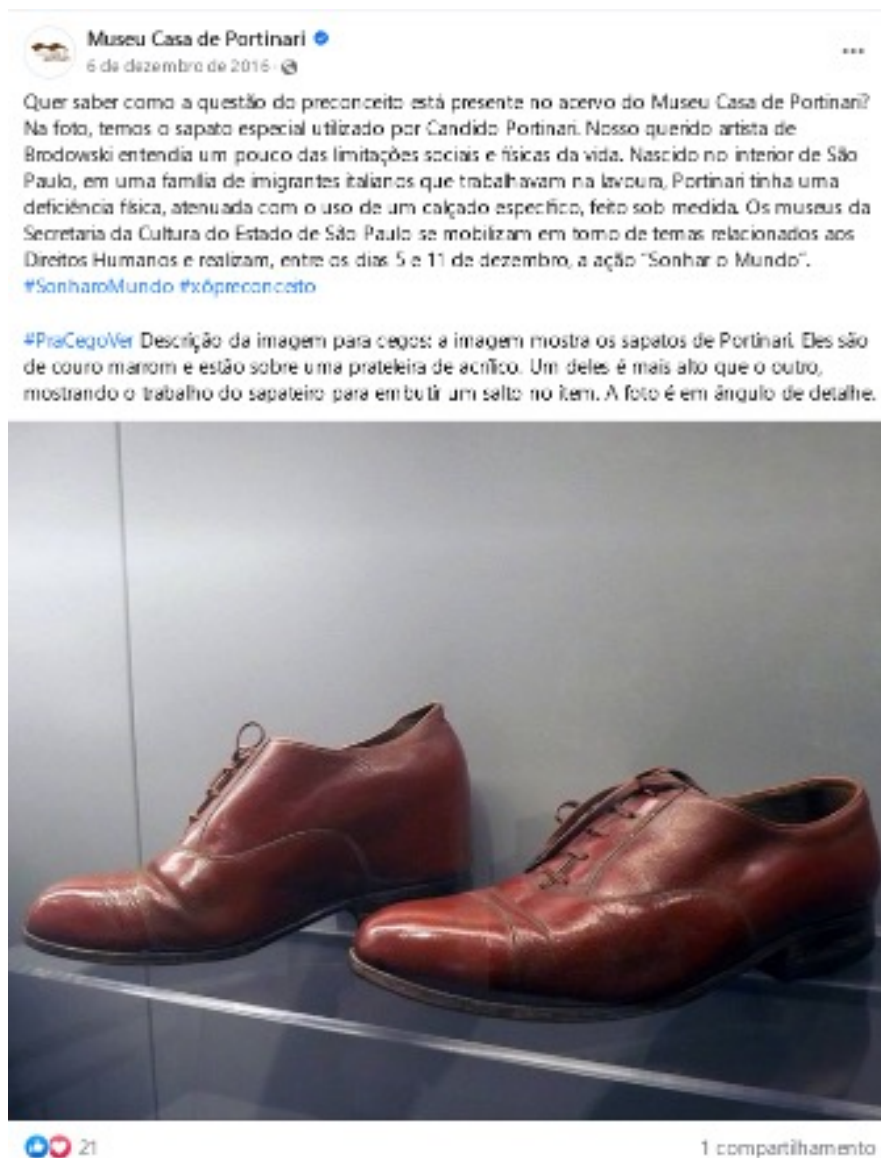 Museu Casa de Portinari
6 de dezembro de 2016 ·
Quer saber como a questão do preconceito está presente no acervo do Museu Casa de Portinari?
Na foto, temos o sapato especial utilizado por Candido Portinari. Nosso querido artista de
Brodowski entendia um pouco das limitações sociais e físicas da vida. Nascido no interior de São
Paulo, em uma família de imigrantes italianos que trabalhavam na lavoura, Portinari tinha uma
deficiência física, atenuada com o uso de um calçado específico, feito sob medida. Os museus da
Secretaria da Cultura do Estado de São Paulo se mobilizam em torno de temas relacionados aos
Direitos Humanos e realizam, entre os dias 5 e 11 de dezembro, a ação "Sonhar o Mundo".
#SonharoMundo #xôpreconceito
#PraCegoVer Descrição da imagem para cegos: a imagem mostra os sapatos de Portinari. Eles são
de couro marrom e estão sobre uma prateleira de acrílico. Um deles é mais alto que o outro,
mostrando o trabalho do sapateiro para embutir um salto no item. A foto é em ângulo de detalhe.
21
1 compartilhamento